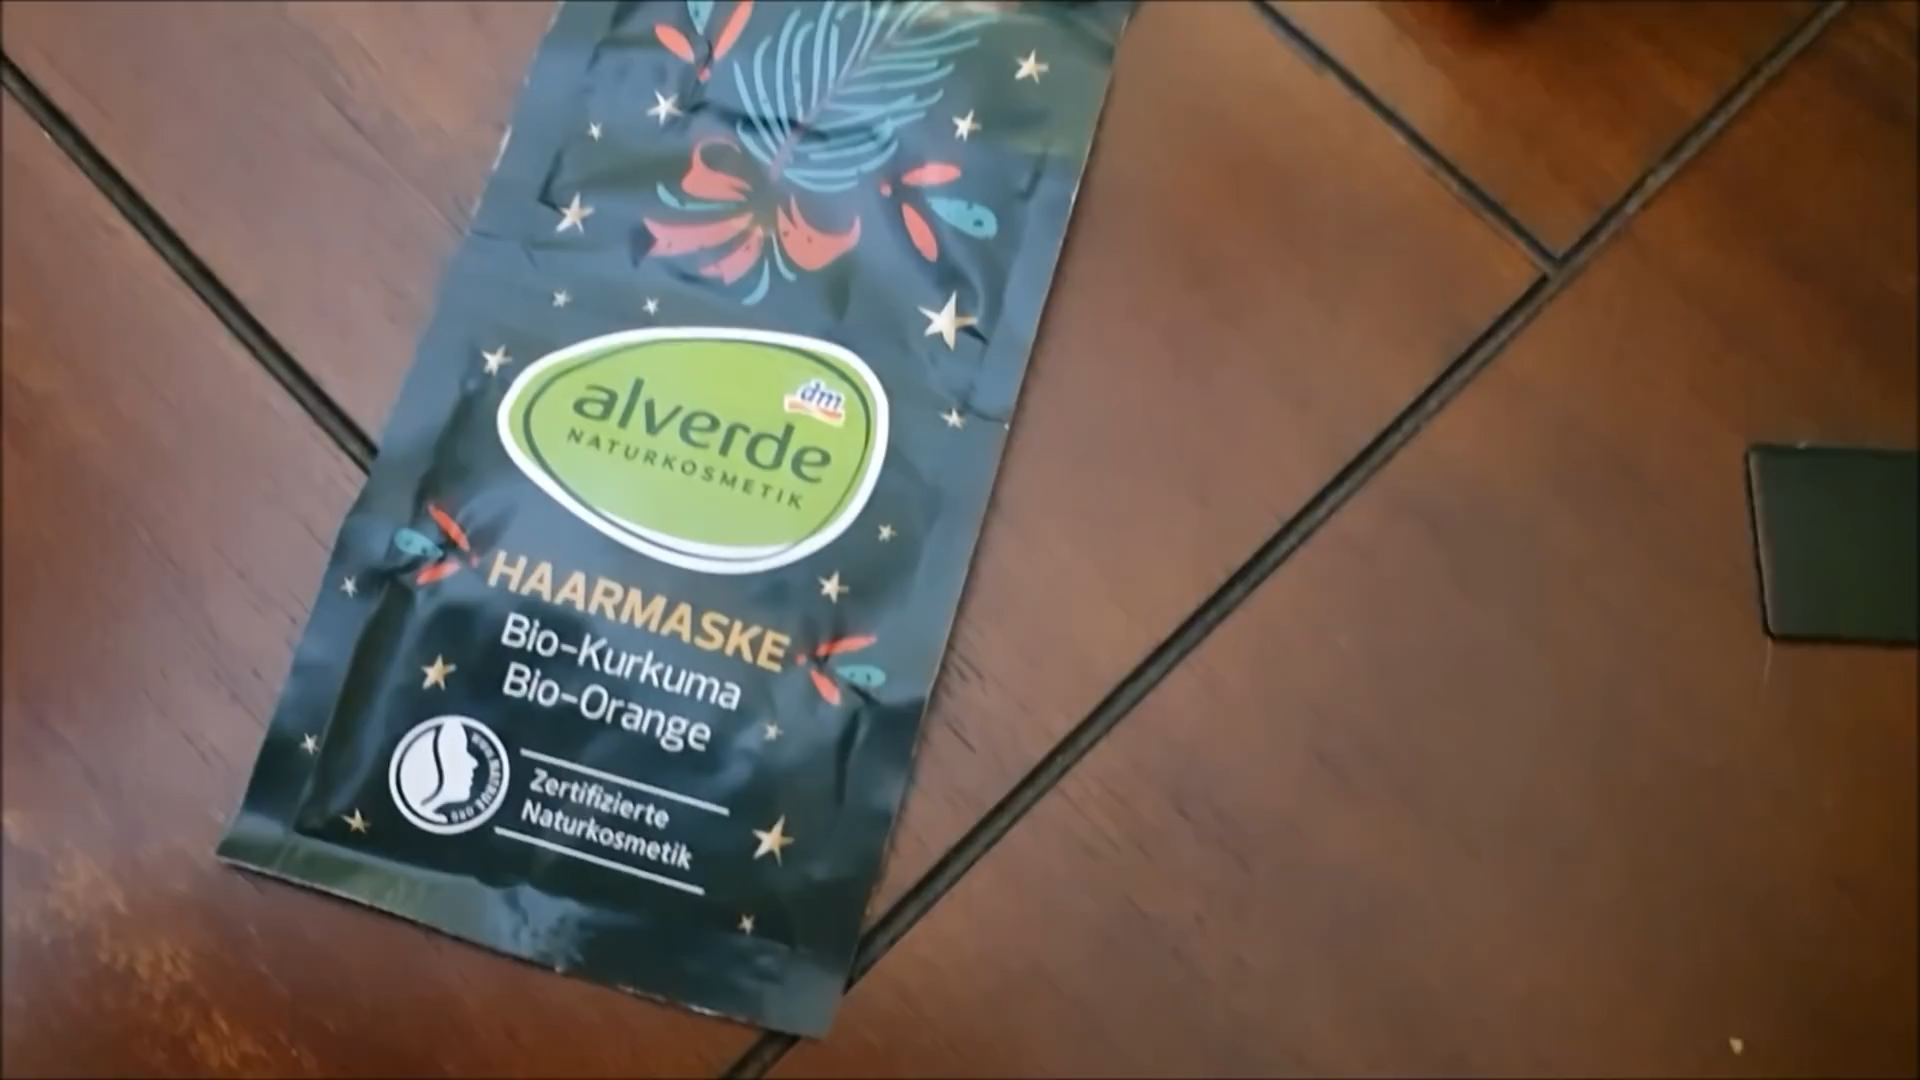 alverde
dm
NATURKOSMETIK
HAARMASKE
Bio-Kurkuma
Bio-Orange
Zertifizierte
Naturkosmetik